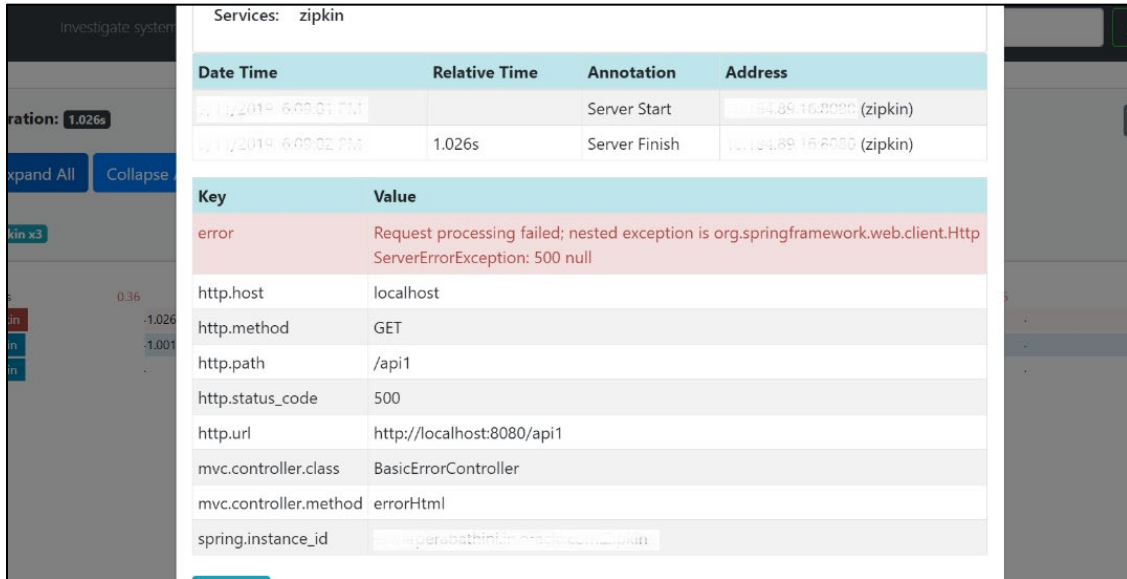 Services: zipkin
Investigate system
Date Time Relative Time Annotation Address
Server Start (zipkin)
ration: 1.026s
1.026s Server Finish (zipkin)
xpand All Collapse
Key Value
kin x3
error Request processing failed; nested exception is org.springframework.web.client.Http
ServerErrorException: 500 null
http.host localhost
0.36
in -1.026
http.method GET
in -1.001
http.path /api1
in
http.status_code 500
http.url http://localhost:8080/api1
mvc.controller.class BasicErrorController
mvc.controller.method errorHtml
spring.instance_id